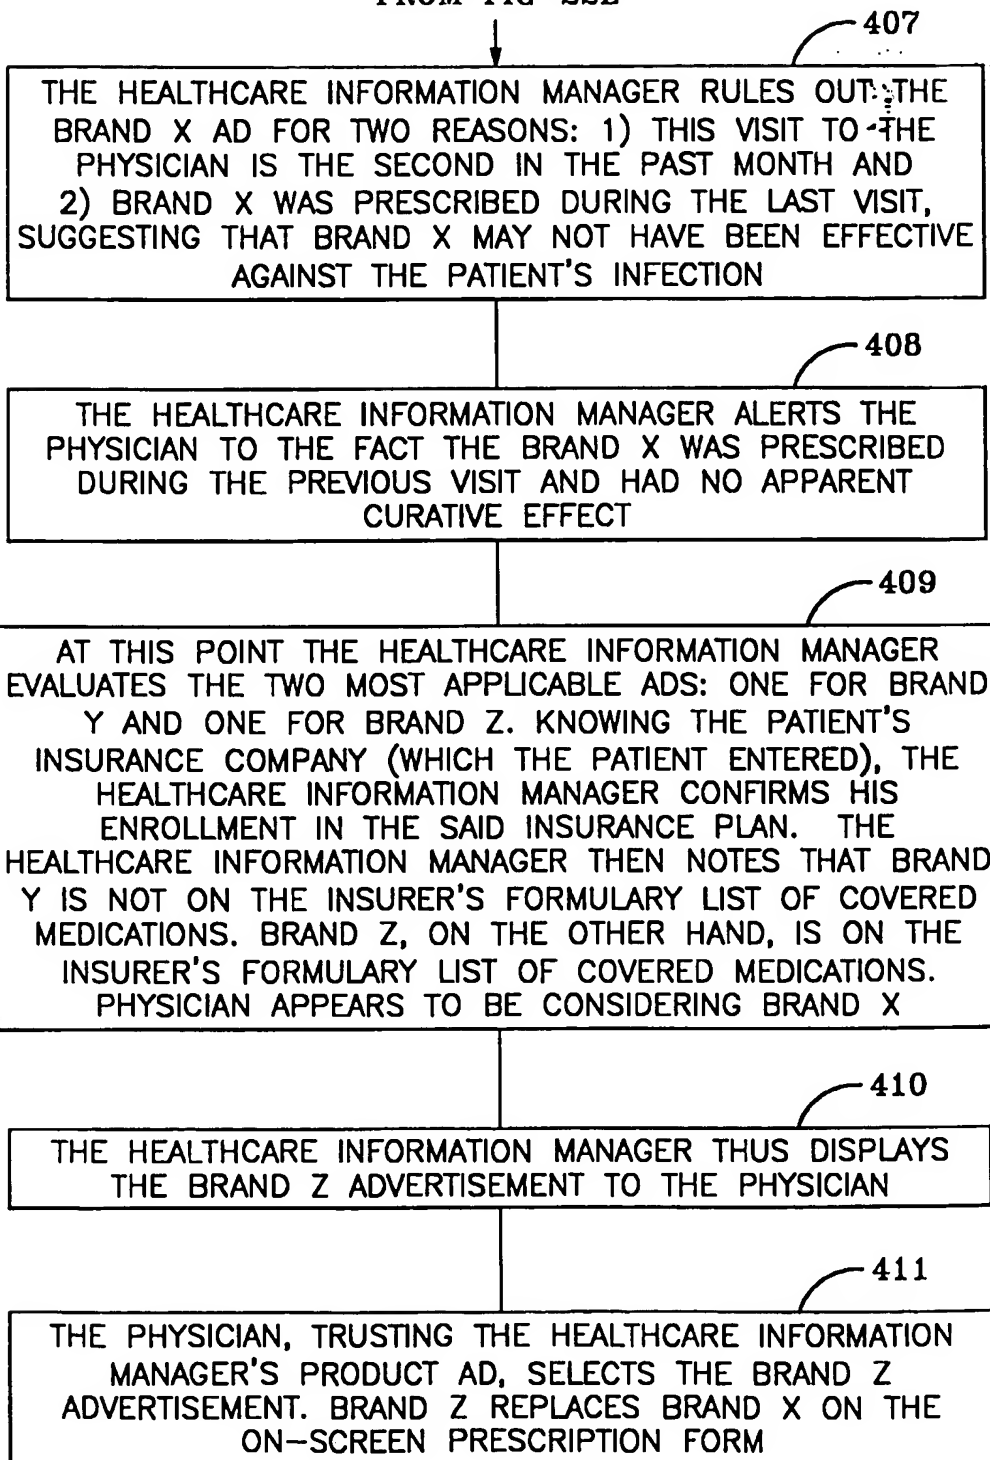 FROM FIG 22E
407
THE HEALTHCARE INFORMATION MANAGER RULES OUT THE
BRAND X AD FOR TWO REASONS: 1) THIS VISIT TO THE
PHYSICIAN IS THE SECOND IN THE PAST MONTH AND
2) BRAND X WAS PRESCRIBED DURING THE LAST VISIT,
SUGGESTING THAT BRAND X MAY NOT HAVE BEEN EFFECTIVE
AGAINST THE PATIENT'S INFECTION
408
THE HEALTHCARE INFORMATION MANAGER ALERTS THE
PHYSICIAN TO THE FACT THE BRAND X WAS PRESCRIBED
DURING THE PREVIOUS VISIT AND HAD NO APPARENT
CURATIVE EFFECT
409
AT THIS POINT THE HEALTHCARE INFORMATION MANAGER
EVALUATES THE TWO MOST APPLICABLE ADS: ONE FOR BRAND
Y AND ONE FOR BRAND Z. KNOWING THE PATIENT'S
INSURANCE COMPANY (WHICH THE PATIENT ENTERED), THE
HEALTHCARE INFORMATION MANAGER CONFIRMS HIS
ENROLLMENT IN THE SAID INSURANCE PLAN. THE
HEALTHCARE INFORMATION MANAGER THEN NOTES THAT BRAND
Y IS NOT ON THE INSURER'S FORMULARY LIST OF COVERED
MEDICATIONS. BRAND Z, ON THE OTHER HAND, IS ON THE
INSURER'S FORMULARY LIST OF COVERED MEDICATIONS.
PHYSICIAN APPEARS TO BE CONSIDERING BRAND X
410
THE HEALTHCARE INFORMATION MANAGER THUS DISPLAYS
THE BRAND Z ADVERTISEMENT TO THE PHYSICIAN
411
THE PHYSICIAN, TRUSTING THE HEALTHCARE INFORMATION
MANAGER'S PRODUCT AD, SELECTS THE BRAND Z
ADVERTISEMENT. BRAND Z REPLACES BRAND X ON THE
ON-SCREEN PRESCRIPTION FORM